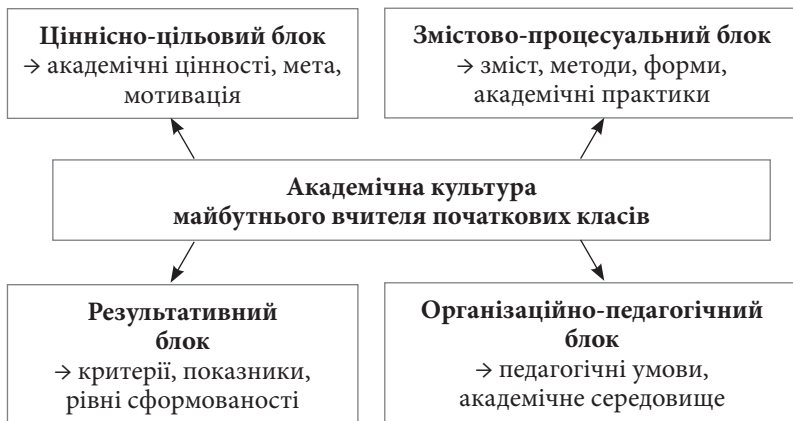 Ціннісно-цільовий блок
→ академічні цінності, мета,
мотивація
Змістово-процесуальний блок
→ зміст, методи, форми,
академічні практики
Академічна культура
майбутнього вчителя початкових класів
Результативний
блок
→ критерії, показники,
рівні сформованості
Організаційно-педагогічний
блок
→ педагогічні умови,
академічне середовище